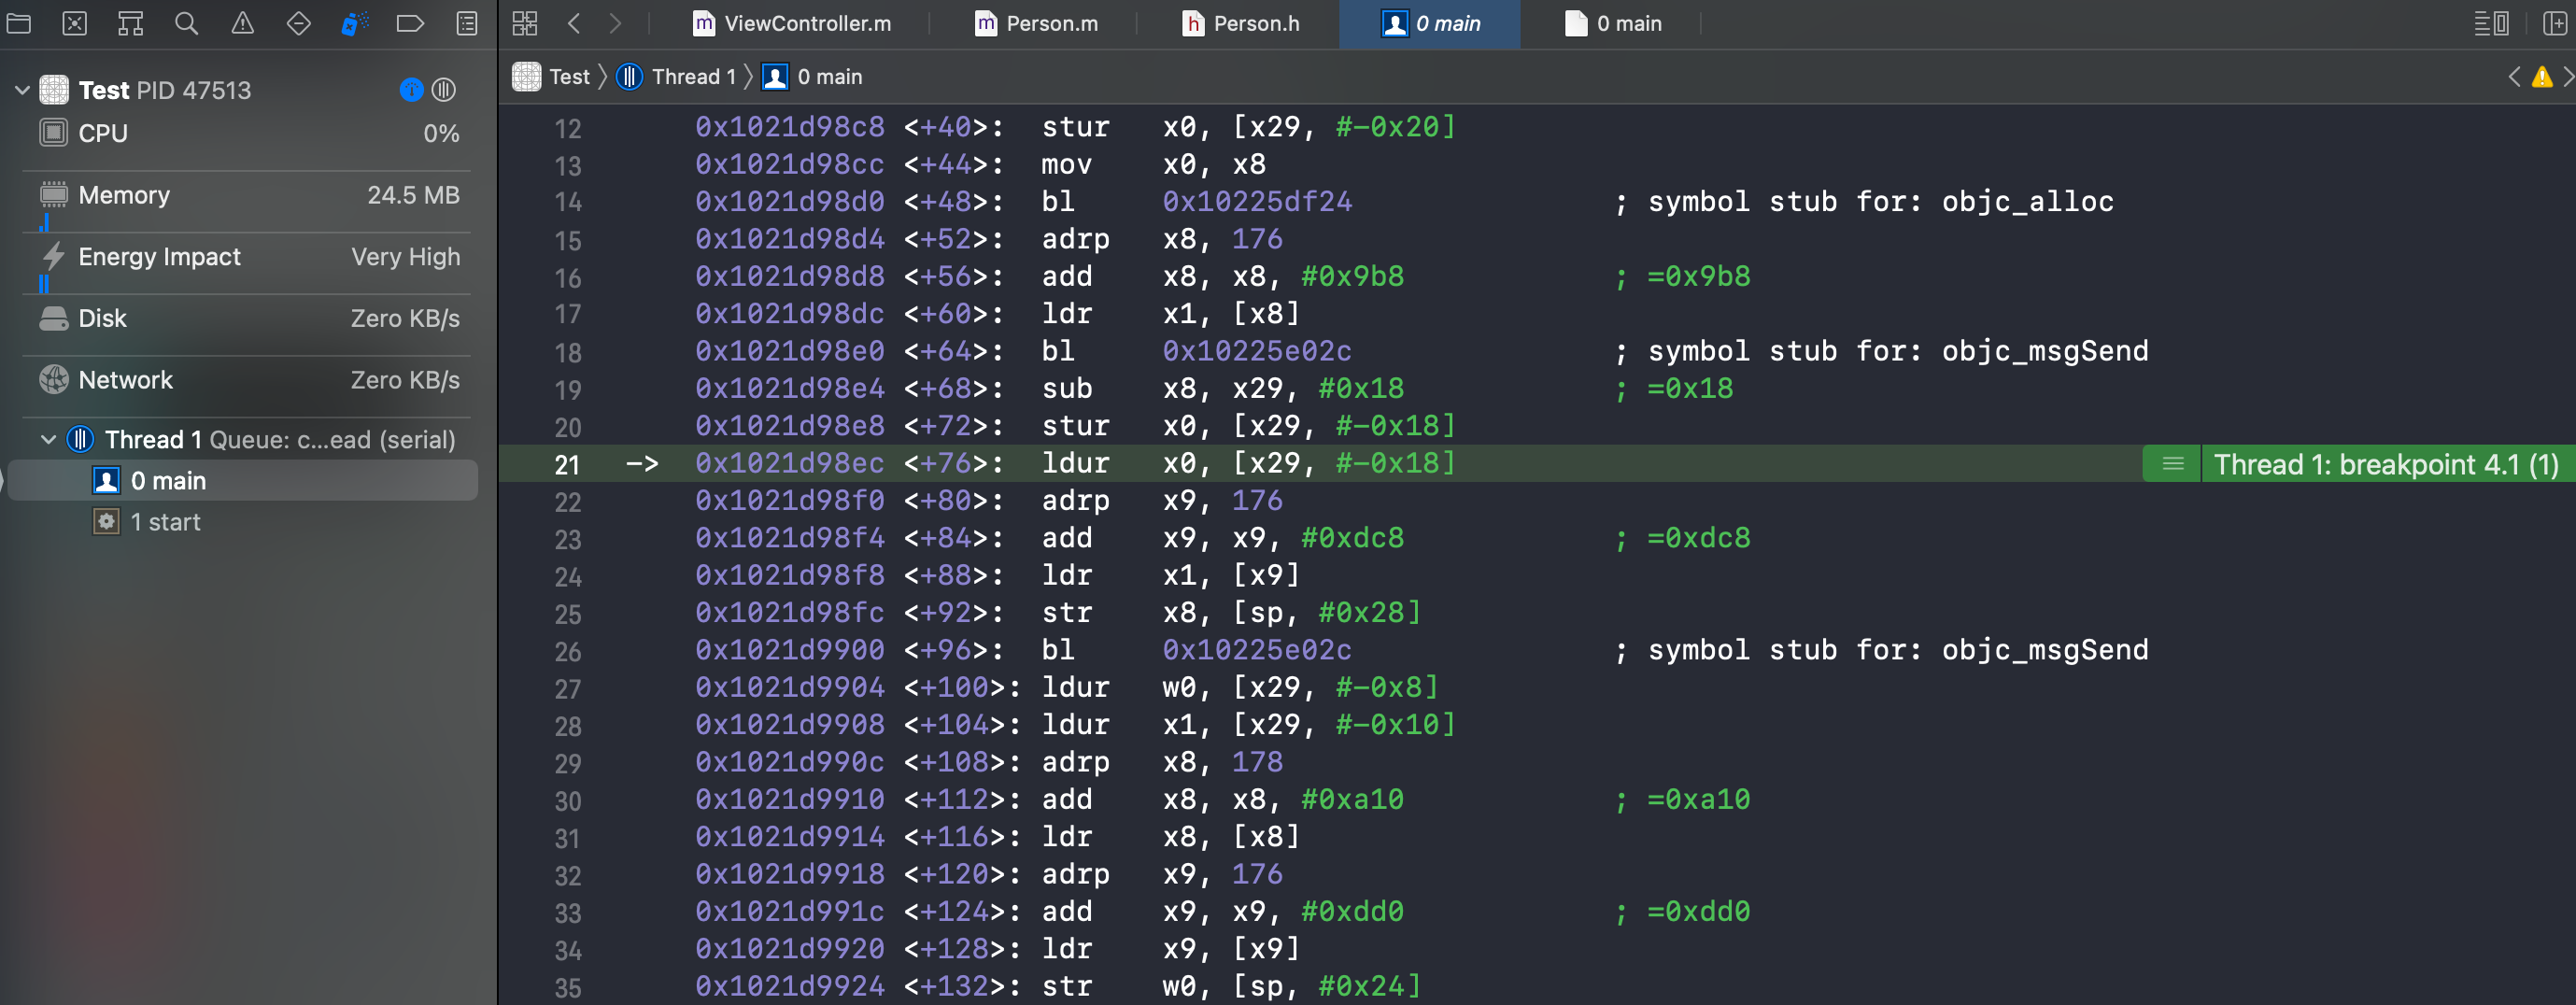 ViewController.m
Person.m
Person.h
0 main
0 main
Test PID 47513
CPU 0%
Memory 24.5 MB
Energy Impact Very High
Disk Zero KB/s
Network Zero KB/s
Thread 1 Queue: c...ead (serial)
0 main
1 start
Test Thread 1 0 main
12 0x1021d98c8 <+40>: stur x0, [x29, #-0x20]
13 0x1021d98cc <+44>: mov x0, x8
14 0x1021d98d0 <+48>: bl 0x10225df24 ; symbol stub for: objc_alloc
15 0x1021d98d4 <+52>: adrp x8, 176
16 0x1021d98d8 <+56>: add x8, x8, #0x9b8 ; =0x9b8
17 0x1021d98dc <+60>: ldr x1, [x8]
18 0x1021d98e0 <+64>: bl 0x10225e02c ; symbol stub for: objc_msgSend
19 0x1021d98e4 <+68>: sub x8, x29, #0x18 ; =0x18
20 0x1021d98e8 <+72>: stur x0, [x29, #-0x18]
21 -> 0x1021d98ec <+76>: ldur x0, [x29, #-0x18] Thread 1: breakpoint 4.1 (1)
22 0x1021d98f0 <+80>: adrp x9, 176
23 0x1021d98f4 <+84>: add x9, x9, #0xdc8 ; =0xdc8
24 0x1021d98f8 <+88>: ldr x1, [x9]
25 0x1021d98fc <+92>: str x8, [sp, #0x28]
26 0x1021d9900 <+96>: bl 0x10225e02c ; symbol stub for: objc_msgSend
27 0x1021d9904 <+100>: ldur w0, [x29, #-0x8]
28 0x1021d9908 <+104>: ldur x1, [x29, #-0x10]
29 0x1021d990c <+108>: adrp x8, 178
30 0x1021d9910 <+112>: add x8, x8, #0xa10 ; =0xa10
31 0x1021d9914 <+116>: ldr x8, [x8]
32 0x1021d9918 <+120>: adrp x9, 176
33 0x1021d991c <+124>: add x9, x9, #0xdd0 ; =0xdd0
34 0x1021d9920 <+128>: ldr x9, [x9]
35 0x1021d9924 <+132>: str w0, [sp, #0x24]